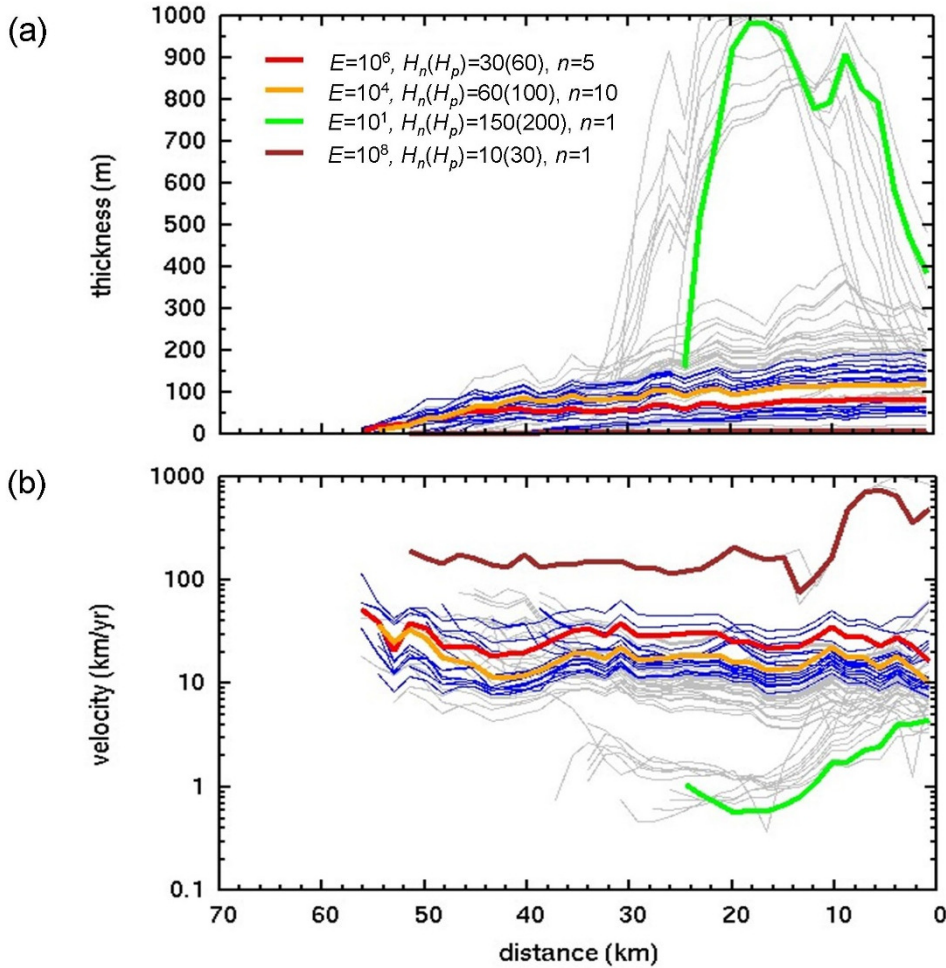 (a)
1000
900
800
700
600
500
400
300
200
100
0
thickness (m)
E=10⁶, Hₙ(Hₚ)=30(60), n=5
E=10⁴, Hₙ(Hₚ)=60(100), n=10
E=10¹, Hₙ(Hₚ)=150(200), n=1
E=10⁸, Hₙ(Hₚ)=10(30), n=1
(b)
1000
100
10
1
0.1
velocity (km/yr)
70 60 50 40 30 20 10 0
distance (km)